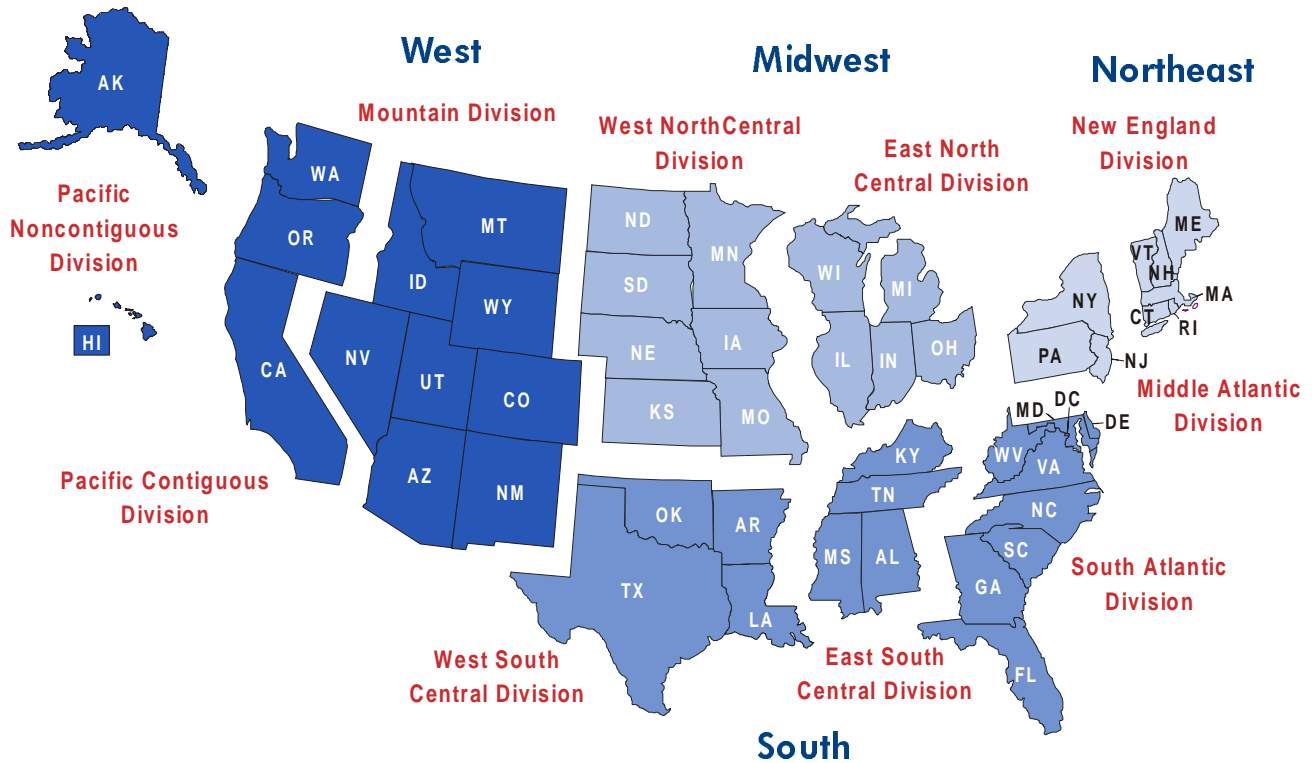 West
Midwest
Northeast
AK
Mountain Division
West NorthCentral
Division
East North
Central Division
New England
Division
Pacific
Noncontiguous
Division
HI
WA
OR
CA
MT
ID
WY
NV
UT
CO
AZ
NM
Pacific Contiguous
Division
ND
MN
SD
NE
IA
KS
MO
WI
MI
IL
IN
OH
ME
VT
NH
NY
MA
CT
RI
PA
NJ
Middle Atlantic
Division
MD
DC
DE
WV
VA
KY
TN
NC
SC
MS
AL
GA
FL
OK
AR
TX
LA
South Atlantic
Division
West South
Central Division
East South
Central Division
South